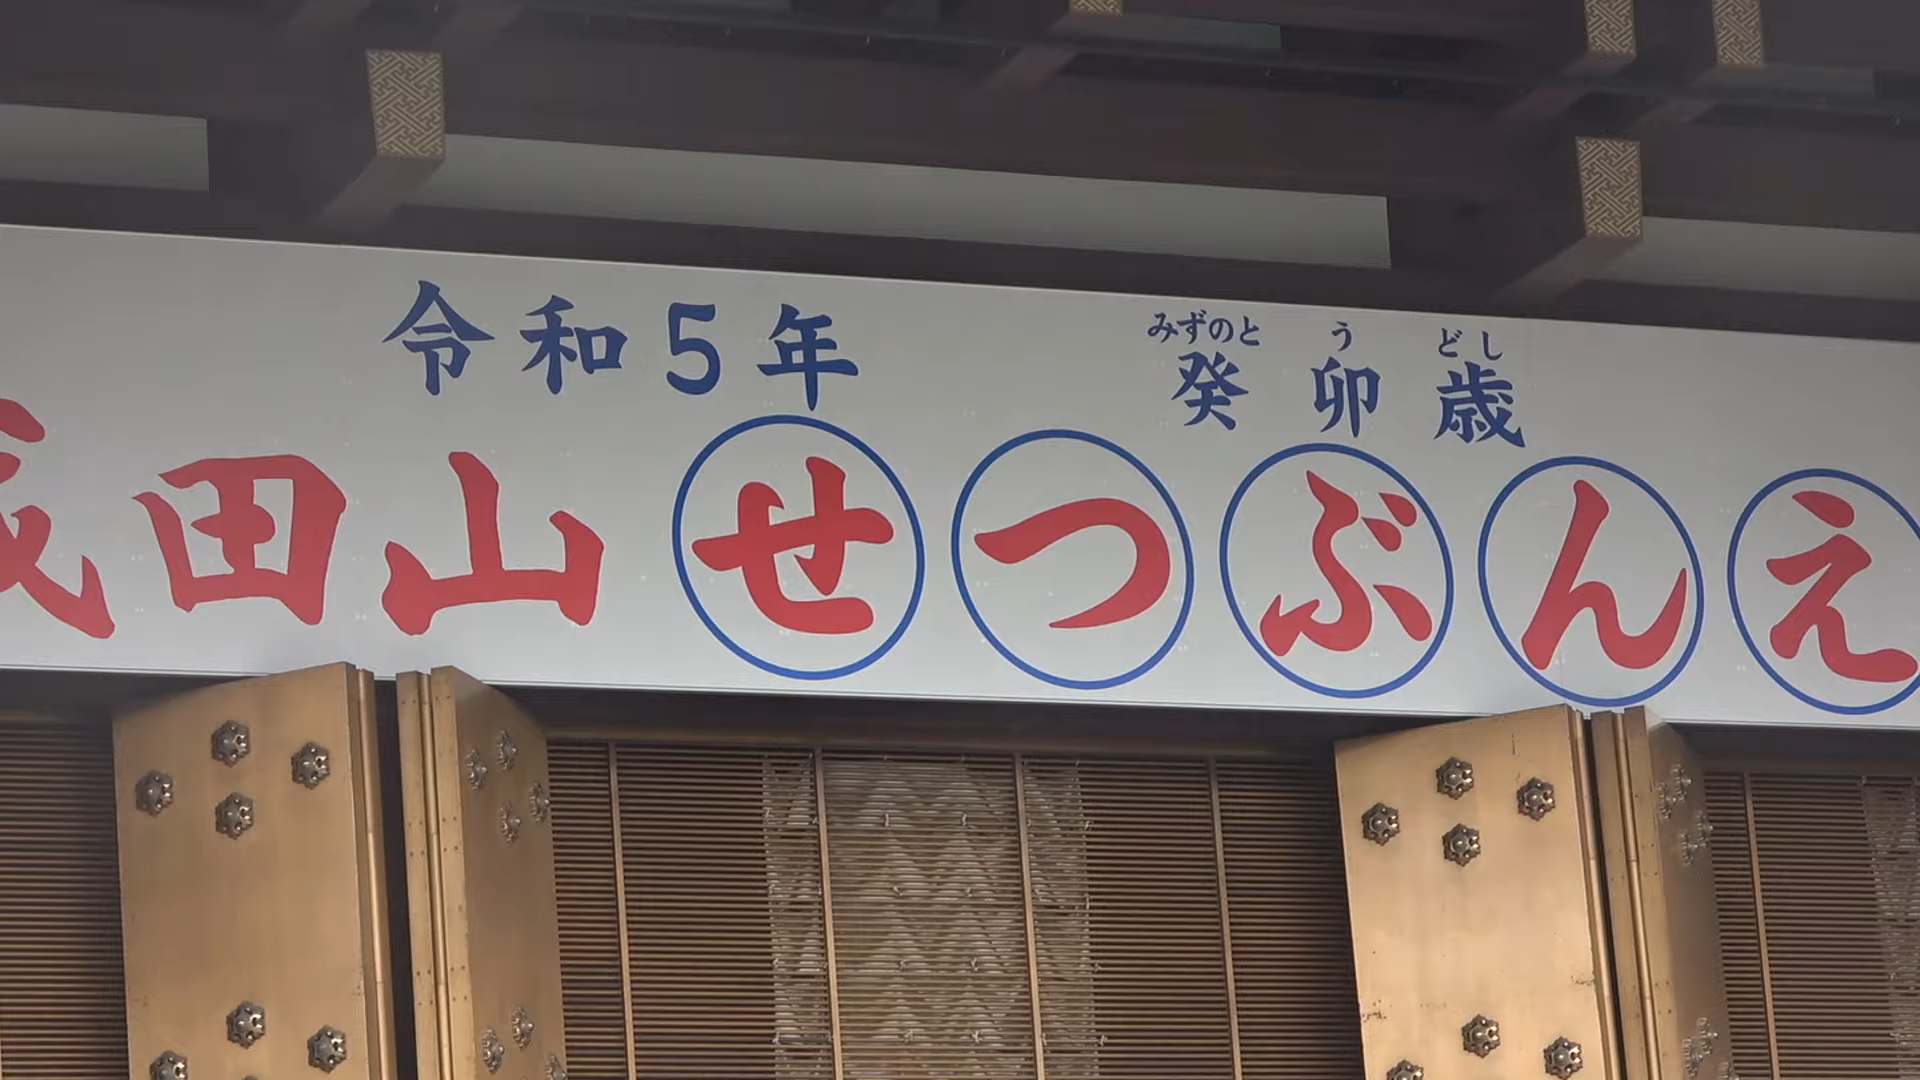 令和5年
みずのと う どし
癸卯歳
田山せつぶんえ